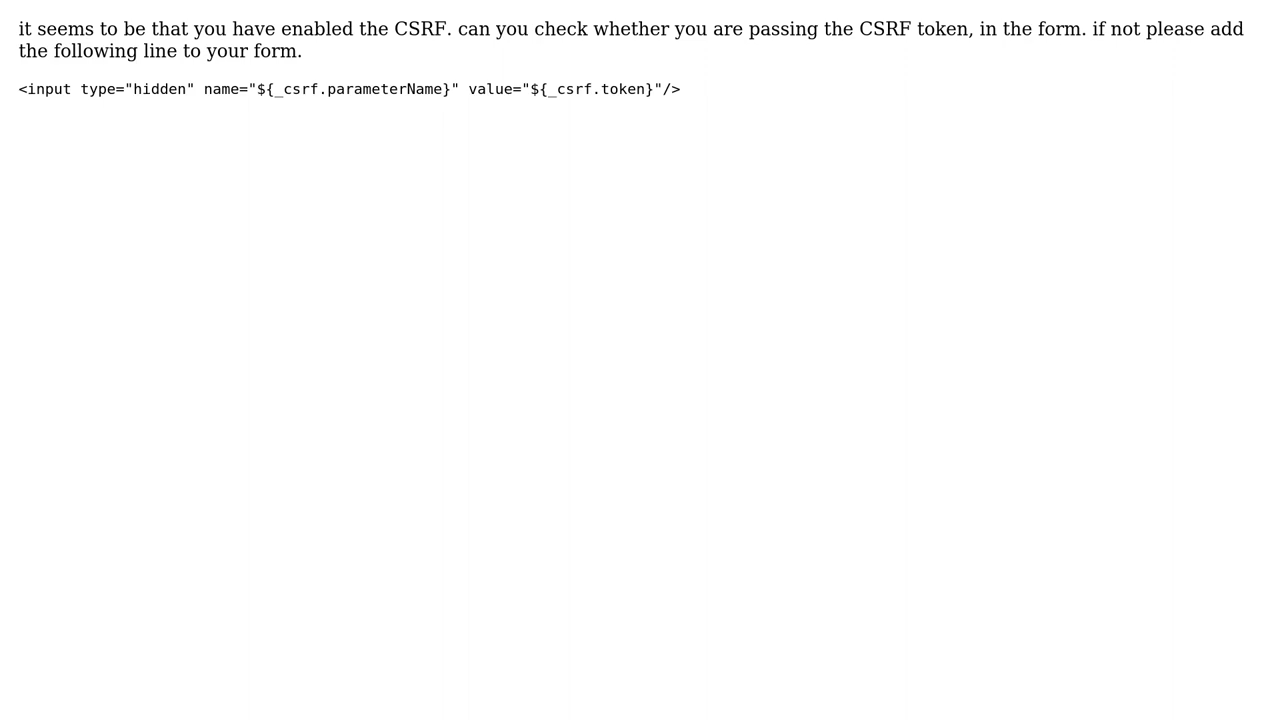 it seems to be that you have enabled the CSRF. can you check whether you are passing the CSRF token, in the form. if not please add
the following line to your form.
<input type="hidden" name="${_csrf.parameterName}" value="${_csrf.token}"/>